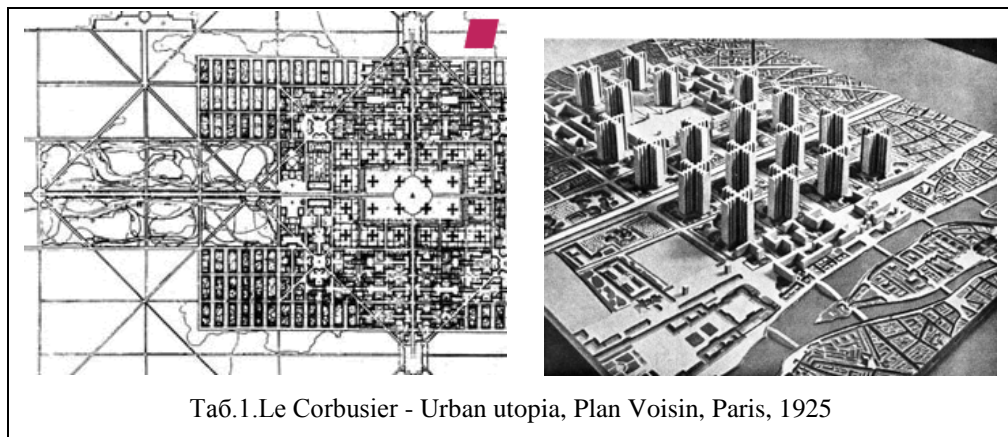 Таб.1.Le Corbusier - Urban utopia, Plan Voisin, Paris, 1925